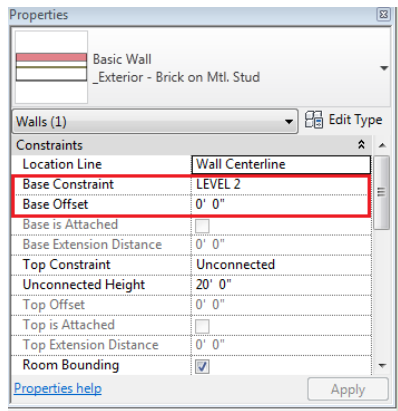 Properties
Basic Wall
_Exterior - Brick on Mtl. Stud
Walls (1) Edit Type
Constraints
Location Line Wall Centerline
Base Constraint LEVEL 2
Base Offset 0' 0"
Base is Attached
Base Extension Distance 0' 0"
Top Constraint Unconnected
Unconnected Height 20' 0"
Top Offset 0' 0"
Top is Attached
Top Extension Distance 0' 0"
Room Bounding
Properties help Apply